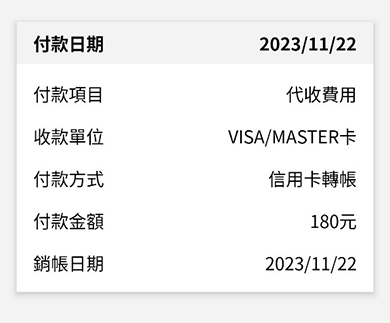 付款日期 2023/11/22
付款項目 代收費用
收款單位 VISA/MASTER卡
付款方式 信用卡轉帳
付款金額 180元
銷帳日期 2023/11/22